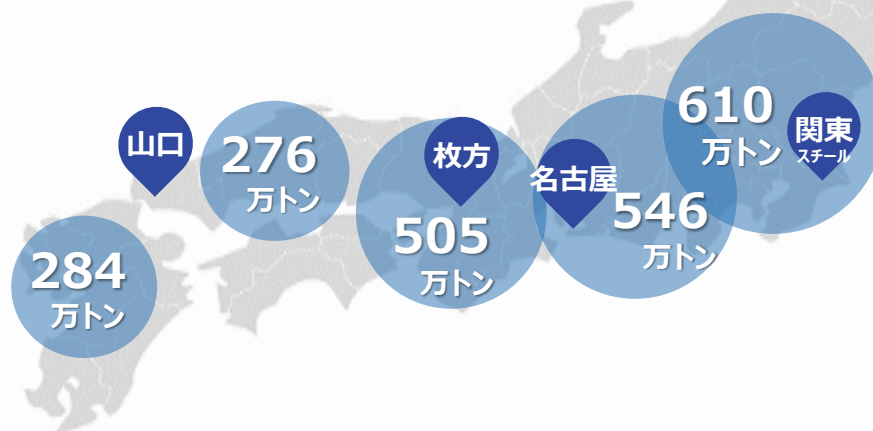 610
万トン
関東
スチール
山口
276
万トン
枚方
505
万トン
名古屋
546
万トン
284
万トン